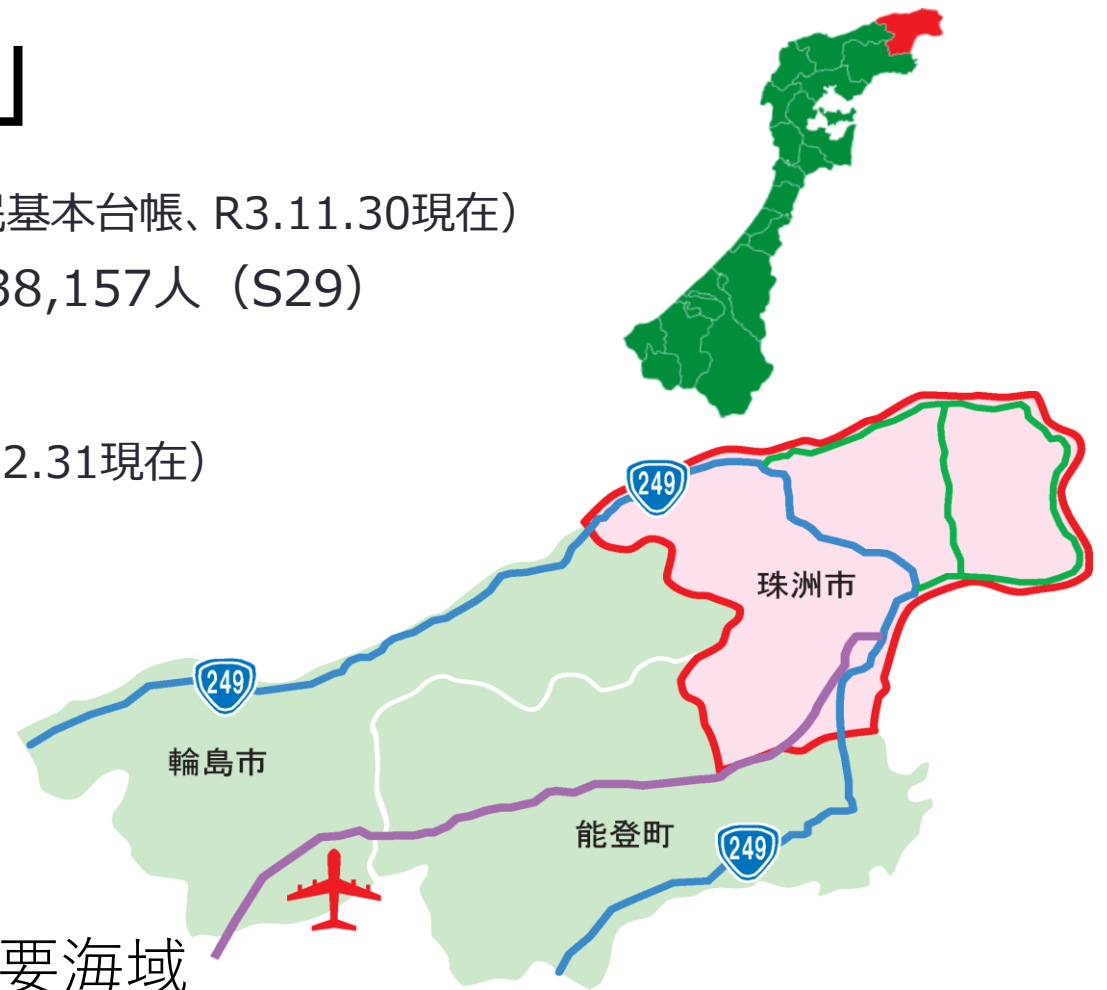 」
民基本台帳、R3.11.30現在）
38,157人（S29）
2.31現在）
249
珠洲市
249
輪島市
能登町
249
要海域